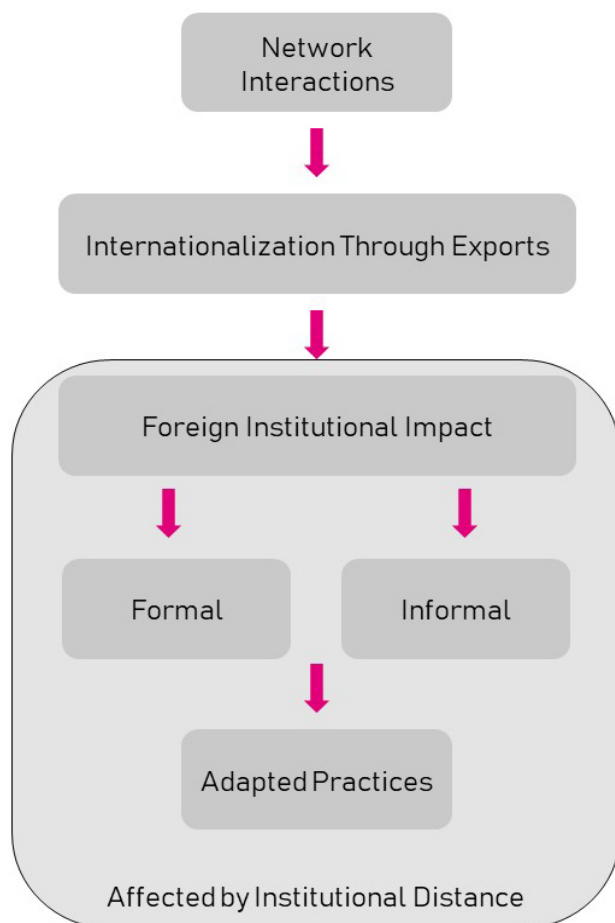 Network
Interactions
Internationalization Through Exports
Foreign Institutional Impact
Formal
Informal
Adapted Practices
Affected by Institutional Distance